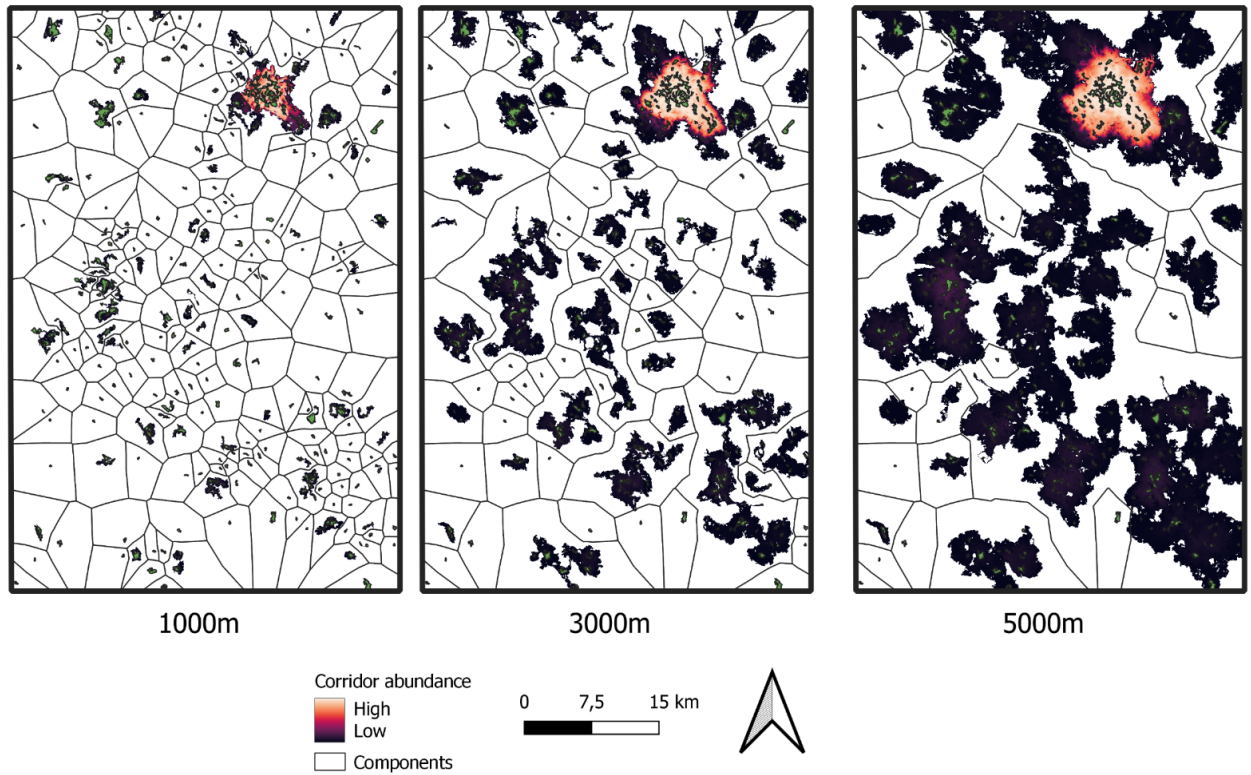 1000m
3000m
5000m
Corridor abundance
High
Low
Components
0 7,5 15 km